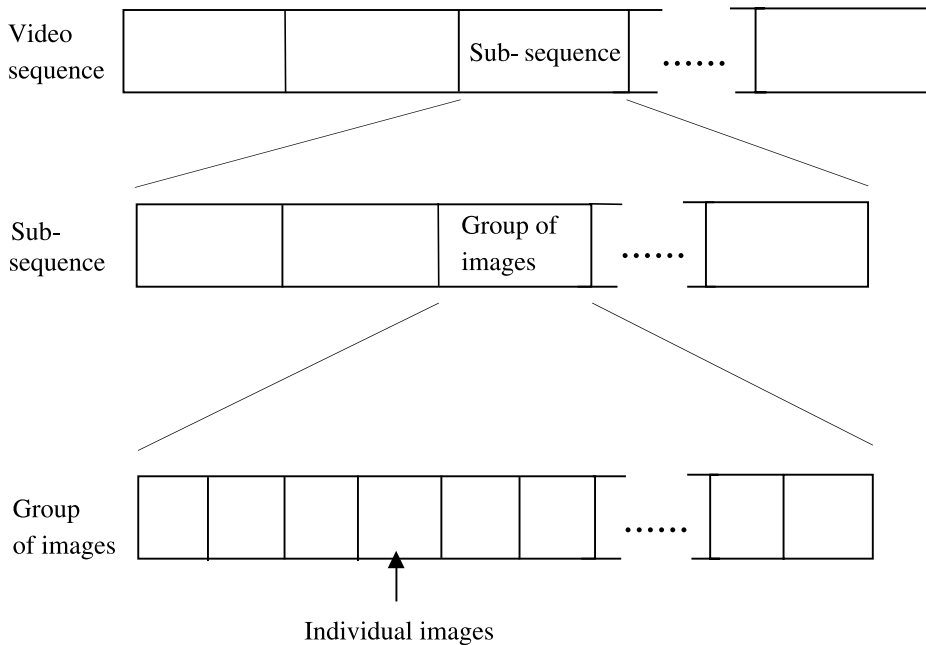 Video
sequence
Sub- sequence
......
Sub-
sequence
Group of
images
......
Group
of images
......
Individual images